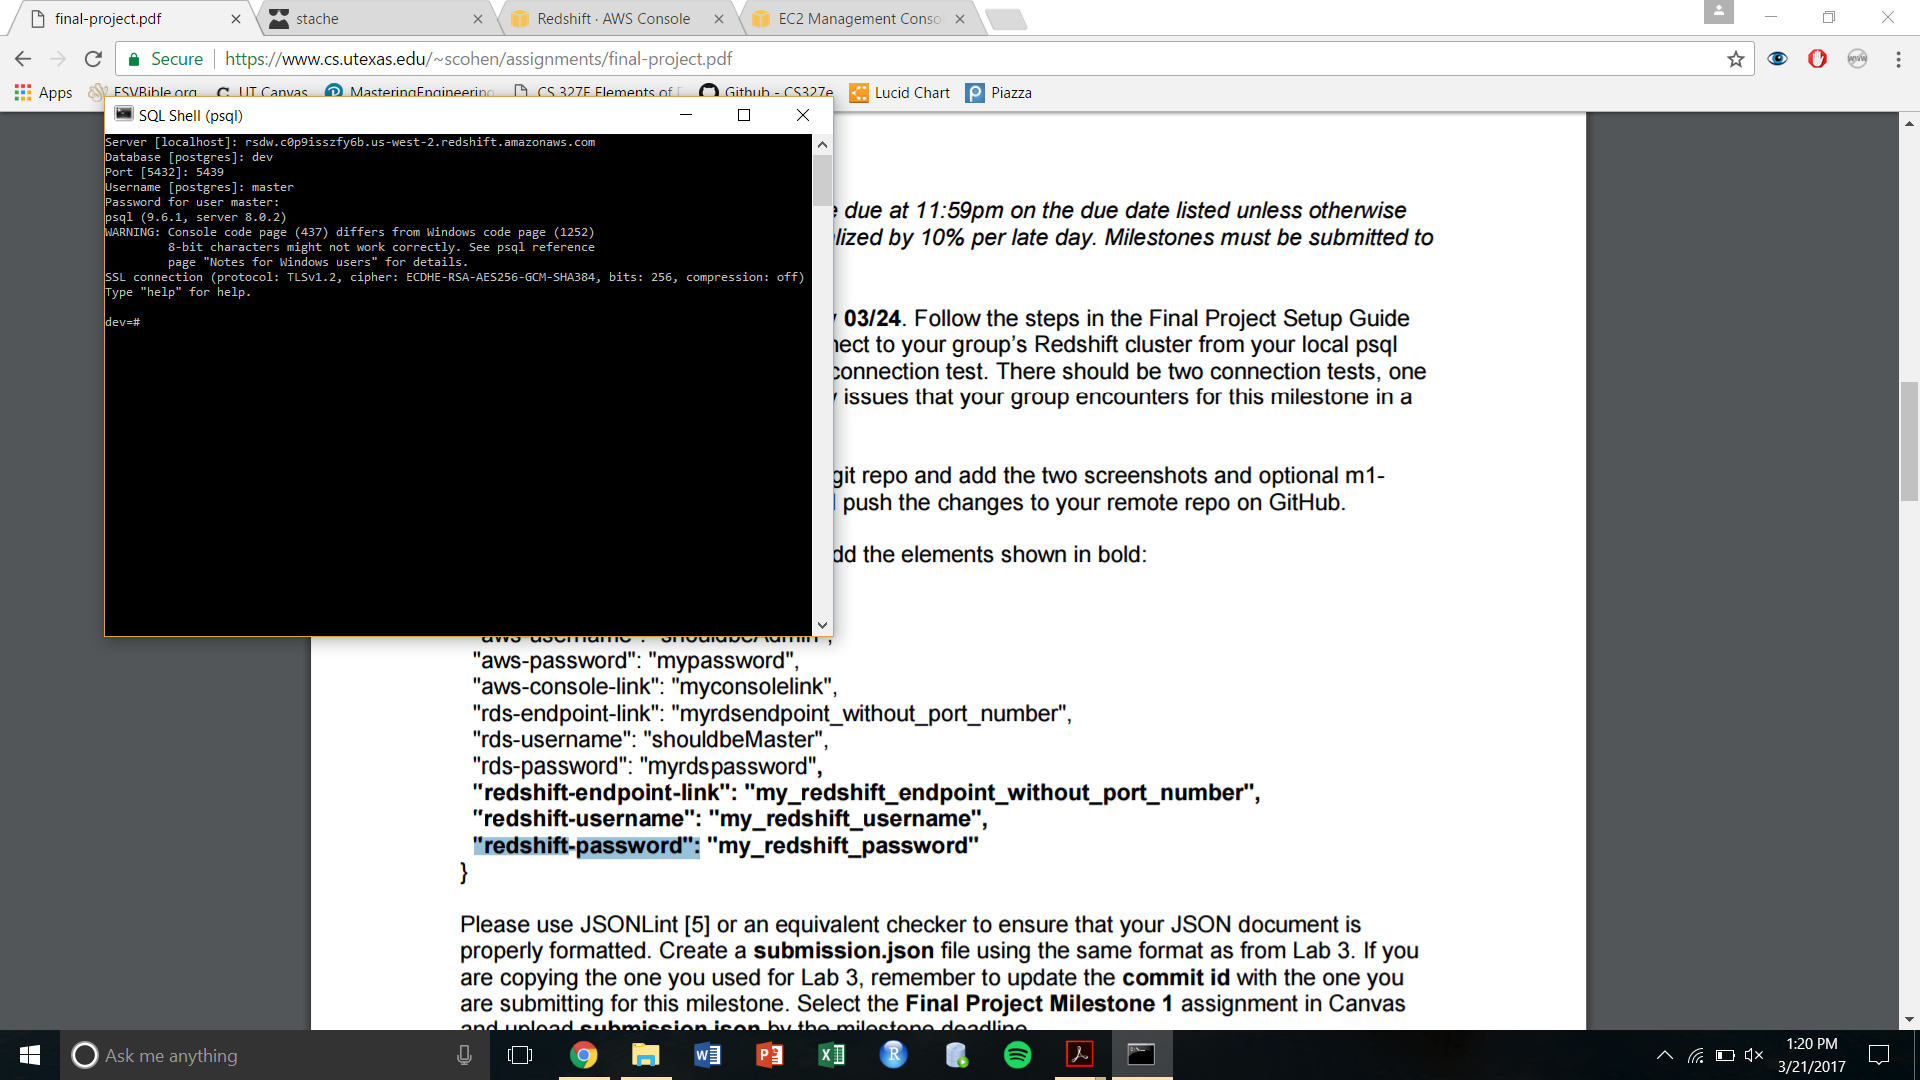 final-project.pdf
stache
Redshift · AWS Console
EC2 Management Conso
Secure
https://www.cs.utexas.edu/~scohen/assignments/final-project.pdf
Apps
ESVBible.org
UT Canvas
MasteringEngineering
CS 327E Elements of
Github - CS327e
Lucid Chart
Piazza
SQL Shell (psql)
Server [localhost]: rsdw.c0p9isszfy6b.us-west-2.redshift.amazonaws.com
Database [postgres]: dev
Port [5432]: 5439
Username [postgres]: master
Password for user master:
psql (9.6.1, server 8.0.2)
WARNING: Console code page (437) differs from Windows code page (1252)
8-bit characters might not work correctly. See psql reference
page "Notes for Windows users" for details.
SSL connection (protocol: TLSv1.2, cipher: ECDHE-RSA-AES256-GCM-SHA384, bits: 256, compression: off)
Type "help" for help.
dev=#
due at 11:59pm on the due date listed unless otherwise
lized by 10% per late day. Milestones must be submitted to
03/24. Follow the steps in the Final Project Setup Guide
nect to your group's Redshift cluster from your local psql
connection test. There should be two connection tests, one
issues that your group encounters for this milestone in a
git repo and add the two screenshots and optional m1-
push the changes to your remote repo on GitHub.
dd the elements shown in bold:
"aws-username": "shouldbeAdmin",
"aws-password": "mypassword",
"aws-console-link": "myconsolelink",
"rds-endpoint-link": "myrdsendpoint_without_port_number",
"rds-username": "shouldbeMaster",
"rds-password": "myrdspassword",
"redshift-endpoint-link": "my_redshift_endpoint_without_port_number",
"redshift-username": "my_redshift_username",
"redshift-password": "my_redshift_password"
}
Please use JSONLint [5] or an equivalent checker to ensure that your JSON document is
properly formatted. Create a submission.json file using the same format as from Lab 3. If you
are copying the one you used for Lab 3, remember to update the commit id with the one you
are submitting for this milestone. Select the Final Project Milestone 1 assignment in Canvas
and upload submission.json by the milestone deadline.
Ask me anything
1:20 PM
3/21/2017